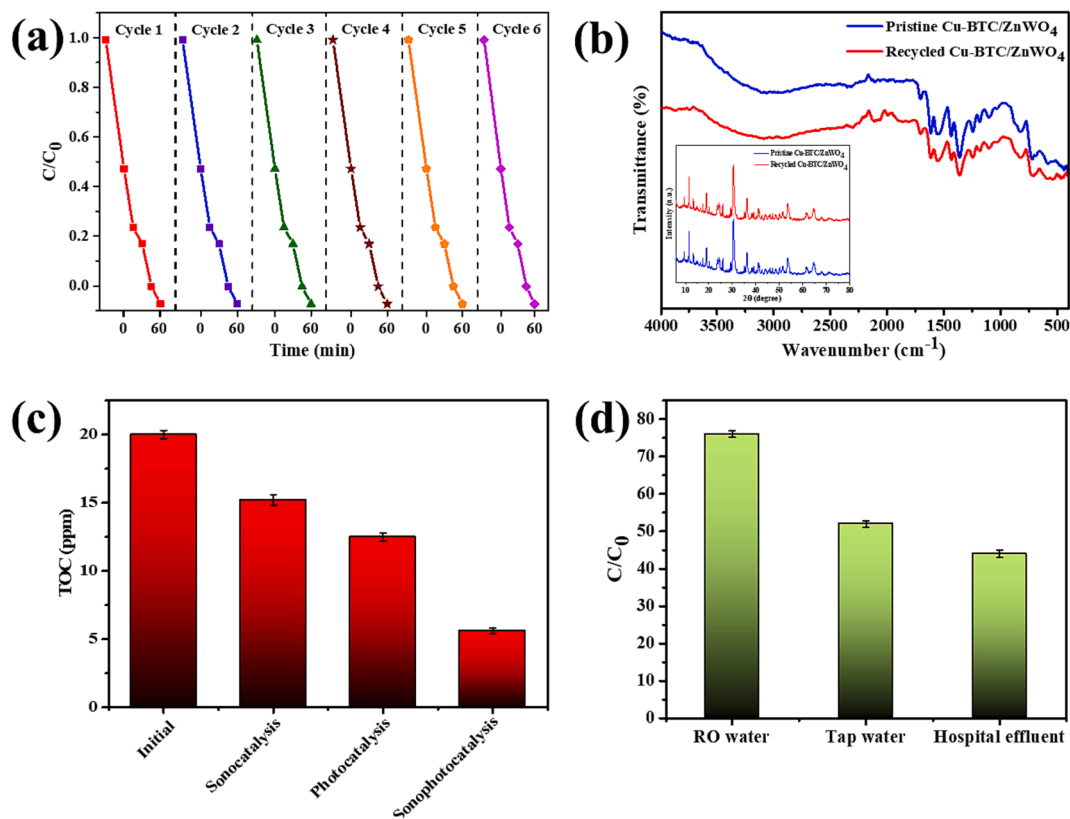 (a)
Cycle 1 Cycle 2 Cycle 3 Cycle 4 Cycle 5 Cycle 6
1.0
0.8
0.6
0.4
0.2
0.0
C/C0
0 60 0 60 0 60 0 60 0 60 0 60
Time (min)
(b)
Pristine Cu-BTC/ZnWO4
Recycled Cu-BTC/ZnWO4
Transmittance (%)
Pristine Cu-BTC/ZnWO4
Recycled Cu-BTC/ZnWO4
Intensity (a.u.)
10 20 30 40 50 60 70 80
2Θ (degree)
4000 3500 3000 2500 2000 1500 1000 500
Wavenumber (cm-1)
(c)
20
15
10
5
0
TOC (ppm)
Initial
Sonocatalysis
Photocatalysis
Sonophotocatalysis
(d)
80
70
60
50
40
30
20
10
0
C/C0
RO water Tap water Hospital effluent